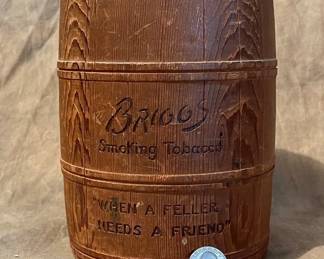 BRIGGS
Smoking Tobacco
"WHEN A FELLER
NEEDS A FRIEND"